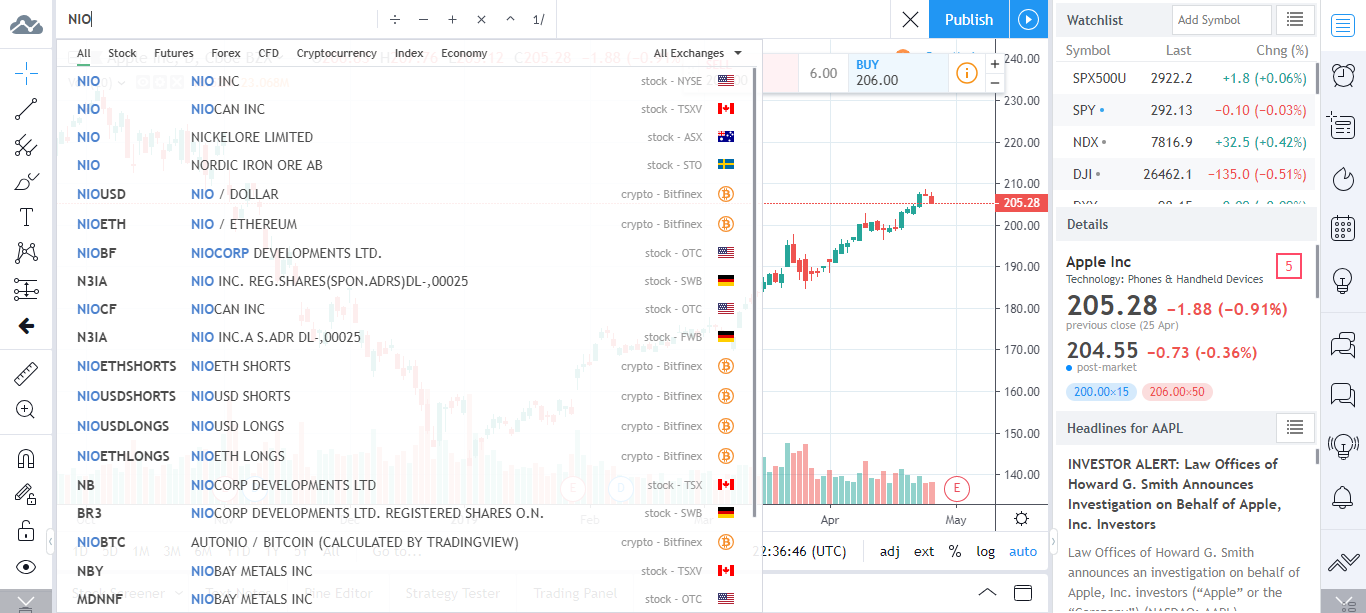 NIO ÷ − + × ^ 1/
Publish
All Stock Futures Forex CFD Cryptocurrency Index Economy All Exchanges
NIO NIO INC stock - NYSE
NIO NIOCAN INC stock - TSXV
NIO NICKELORE LIMITED stock - ASX
NIO NORDIC IRON ORE AB stock - STO
NIOUSD NIO / DOLLAR crypto - Bitfinex
NIOETH NIO / ETHEREUM crypto - Bitfinex
NIOBF NIOCORP DEVELOPMENTS LTD. stock - OTC
N3IA NIO INC. REG.SHARES(SPON.ADRS)DL-,00025 stock - SWB
NIOCF NIOCAN INC stock - OTC
N3IA NIO INC.A S.ADR DL-,00025 stock - FWB
NIOETHSHORTS NIOETH SHORTS crypto - Bitfinex
NIOUSDSHORTS NIOUSD SHORTS crypto - Bitfinex
NIOUSDLONGS NIOUSD LONGS crypto - Bitfinex
NIOETHLONGS NIOETH LONGS crypto - Bitfinex
NB NIOCORP DEVELOPMENTS LTD stock - TSX
BR3 NIOCORP DEVELOPMENTS LTD. REGISTERED SHARES O.N. stock - SWB
NIOBTC AUTONIO / BITCOIN (CALCULATED BY TRADINGVIEW) crypto - Bitfinex
NBY NIOBAY METALS INC stock - TSXV
MDNNF NIOBAY METALS INC stock - OTC
Strategy Tester Trading Panel
6.00
BUY
206.00
240.00
230.00
220.00
210.00
205.28
200.00
190.00
180.00
170.00
160.00
150.00
140.00
E
Apr May
2:36:46 (UTC) adj ext % log auto
Watchlist Add Symbol
Symbol Last Chng (%)
SPX500U 2922.2 +1.8 (+0.06%)
SPY 292.13 −0.10 (−0.03%)
NDX 7816.9 +32.5 (+0.42%)
DJI 26462.1 −135.0 (−0.51%)
Details
Apple Inc 5
Technology: Phones & Handheld Devices
205.28 −1.88 (−0.91%)
previous close (25 Apr)
204.55 −0.73 (−0.36%)
post-market
200.00×15 206.00×50
Headlines for AAPL
INVESTOR ALERT: Law Offices of
Howard G. Smith Announces
Investigation on Behalf of Apple,
Inc. Investors
Law Offices of Howard G. Smith
announces an investigation on behalf of
Apple, Inc. investors (“Apple” or the
“Company”) (NASDAQ: AAPL)